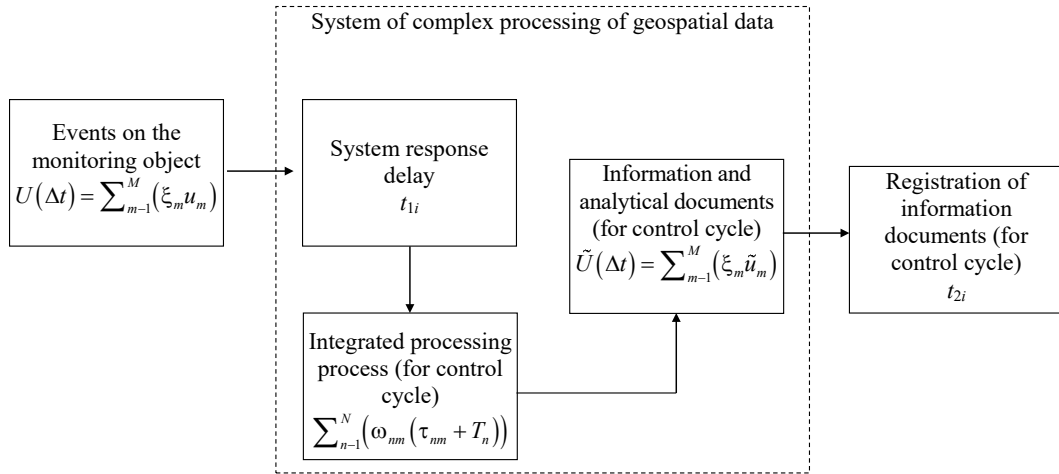 System of complex processing of geospatial data
Events on the
monitoring object
U(Δt) = ∑_{m-1}^{M}(ξ_m u_m)
System response
delay
t_{1i}
Integrated processing
process (for control
cycle)
∑_{n-1}^{N}(ω_{nm}(τ_{nm} + T_n))
Information and
analytical documents
(for control cycle)
Ũ(Δt) = ∑_{m-1}^{M}(ξ_m ũ_m)
Registration of
information
documents (for
control cycle)
t_{2i}